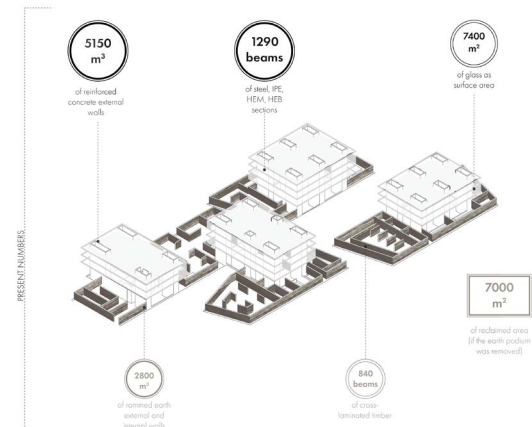 5150
m³
of reinforced
concrete external
walls
1290
beams
of steel, IPE,
HEM, HEB
sections
7400
m²
of glass as
surface area
PRESENT NUMBERS
7000
m²
of reclaimed area
(if the earth podium
was removed)
2800
m³
of rammed earth
external and
internal walls
840
beams
of cross-
laminated timber